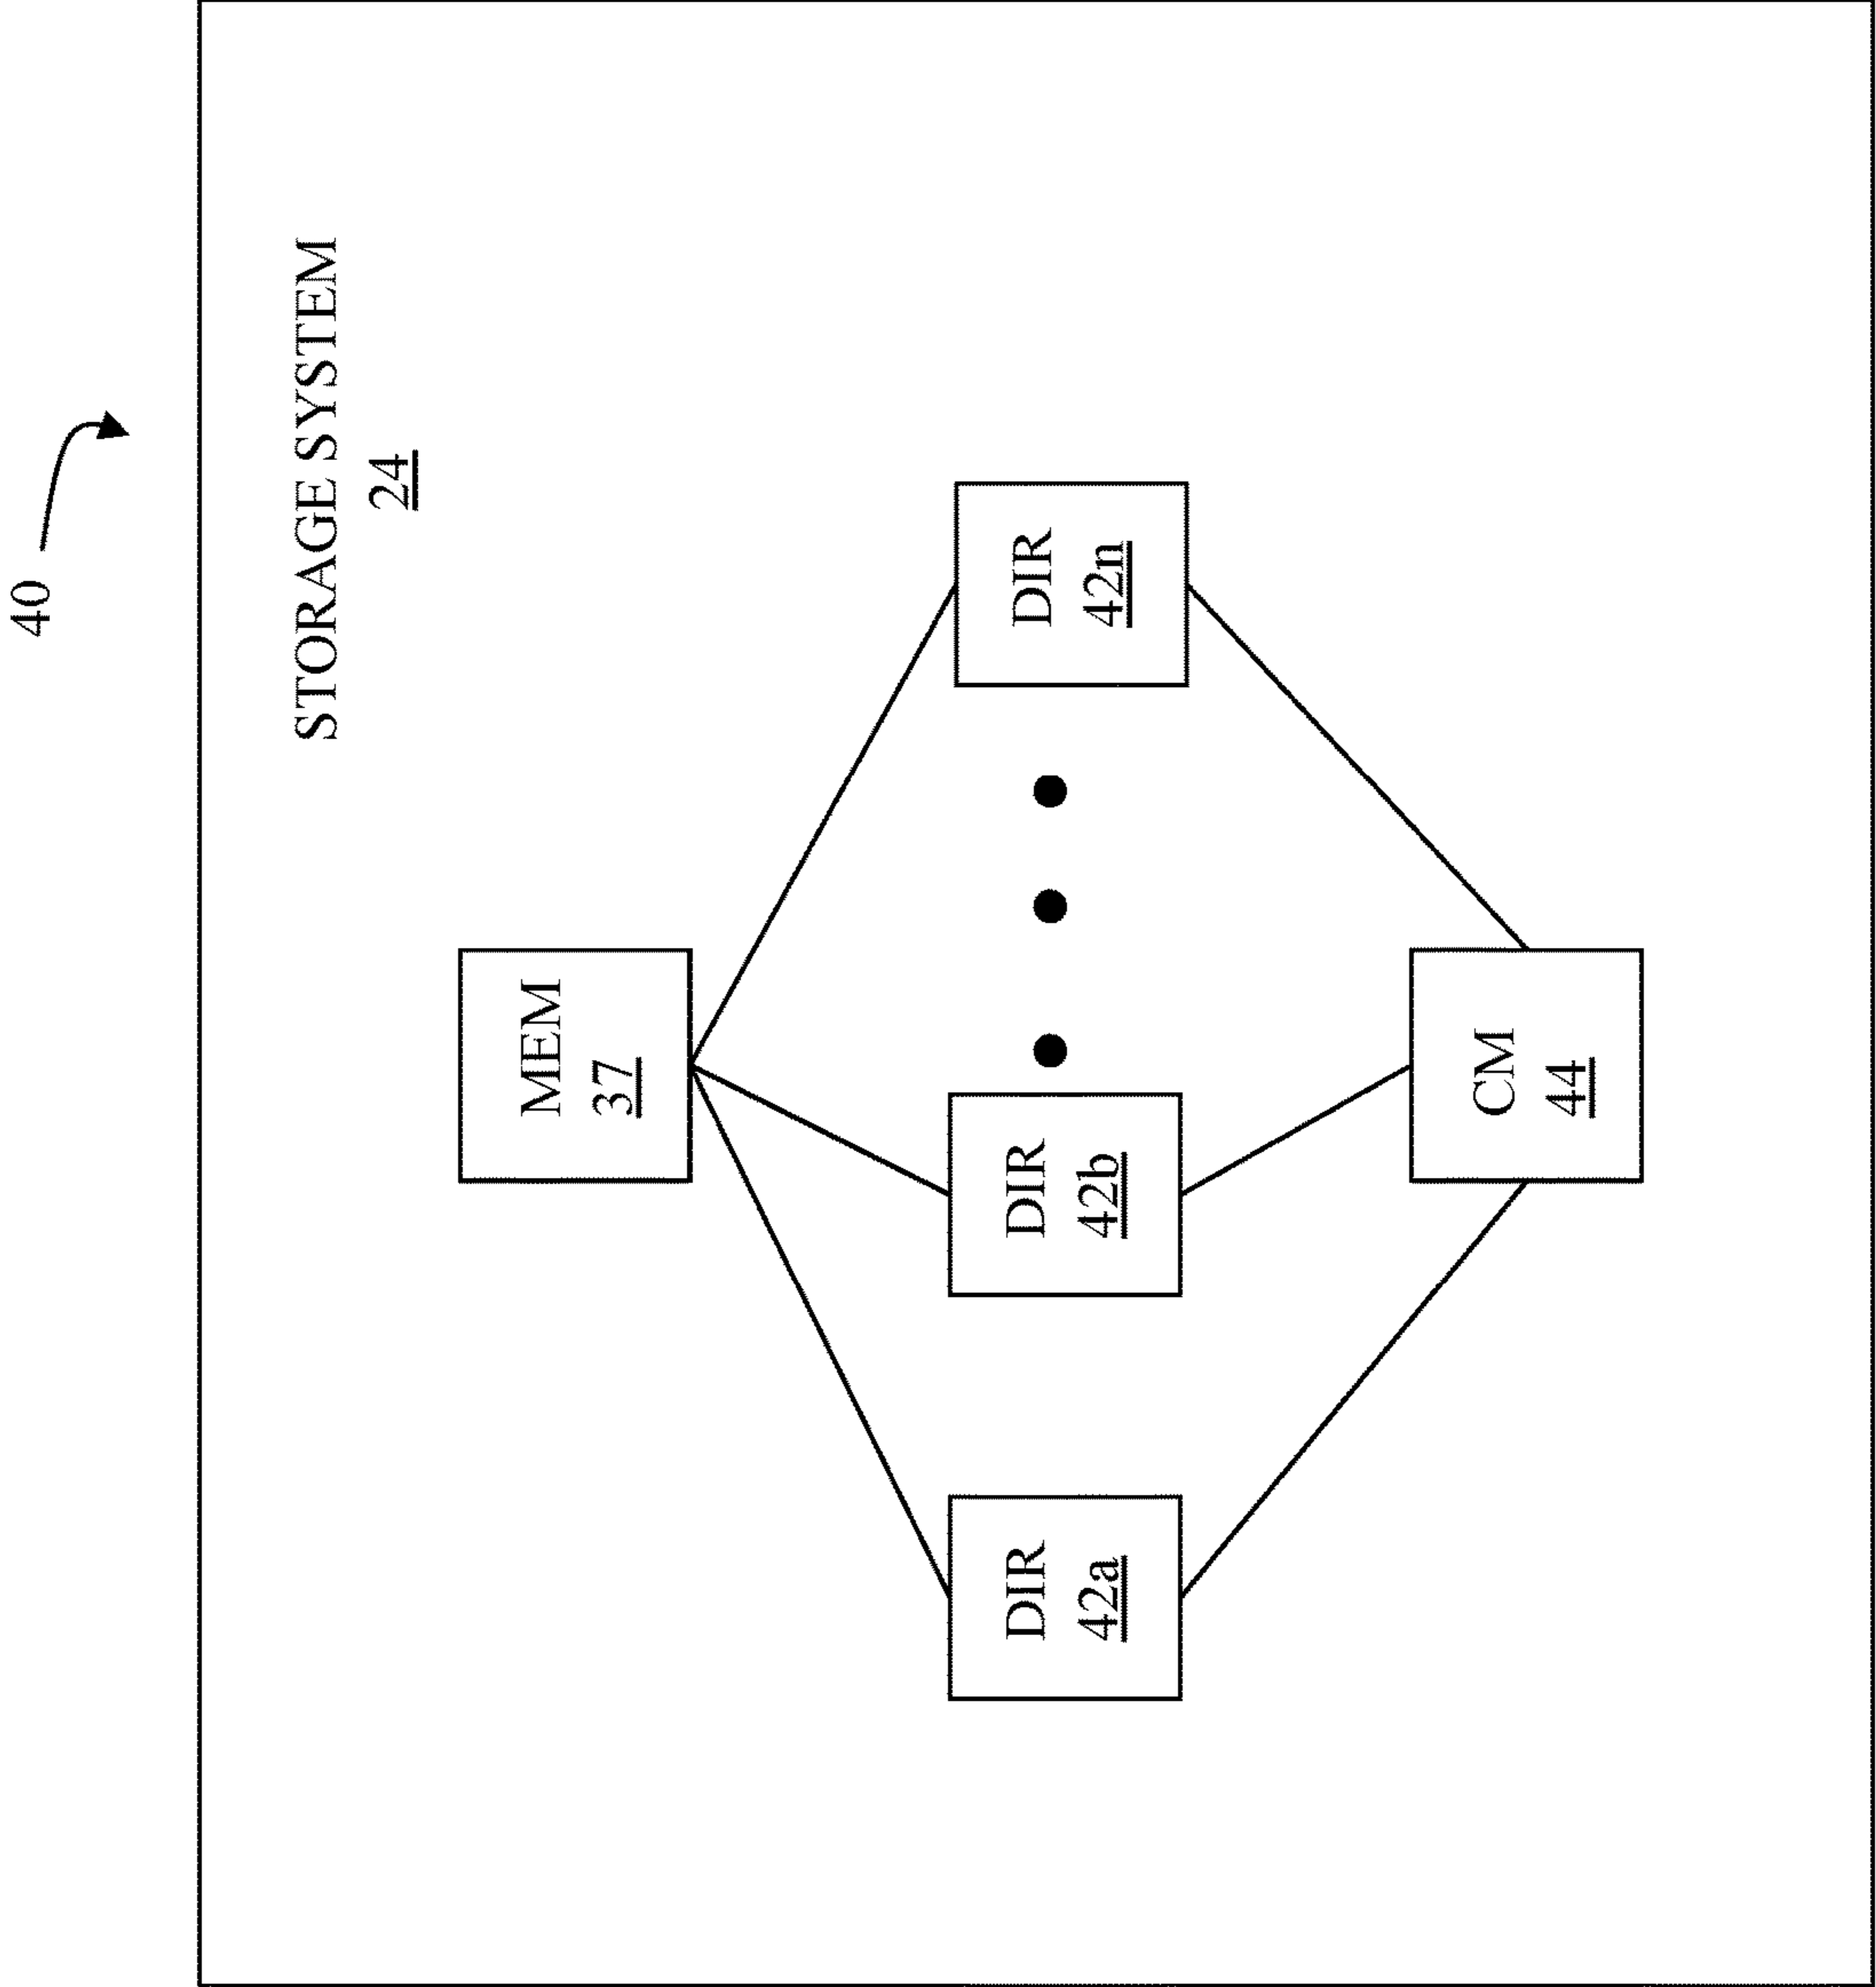 40
STORAGE SYSTEM
24
MEM
37
DIR
42a
DIR
42b
DIR
42n
CM
44